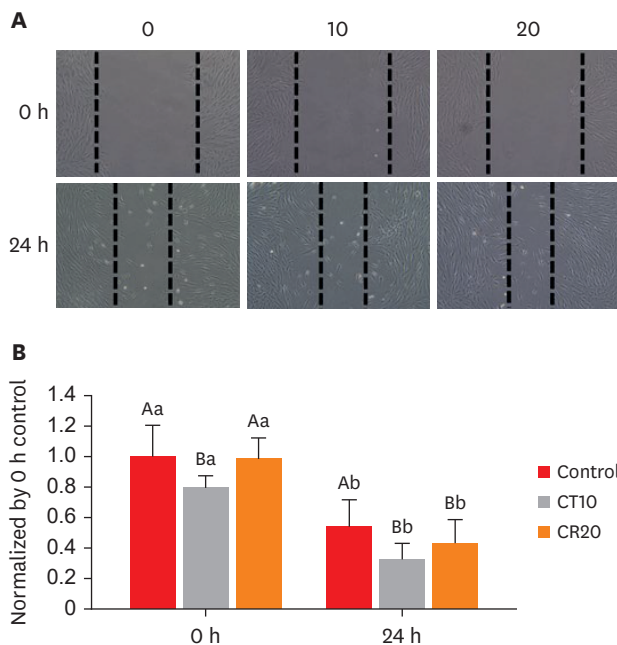 A
0 10 20
0 h
24 h
B
Normalized by 0 h control
1.4
1.2
1.0
0.8
0.6
0.4
0.2
0
Aa Ba Aa
Ab Bb Bb
0 h 24 h
Control
CT10
CR20